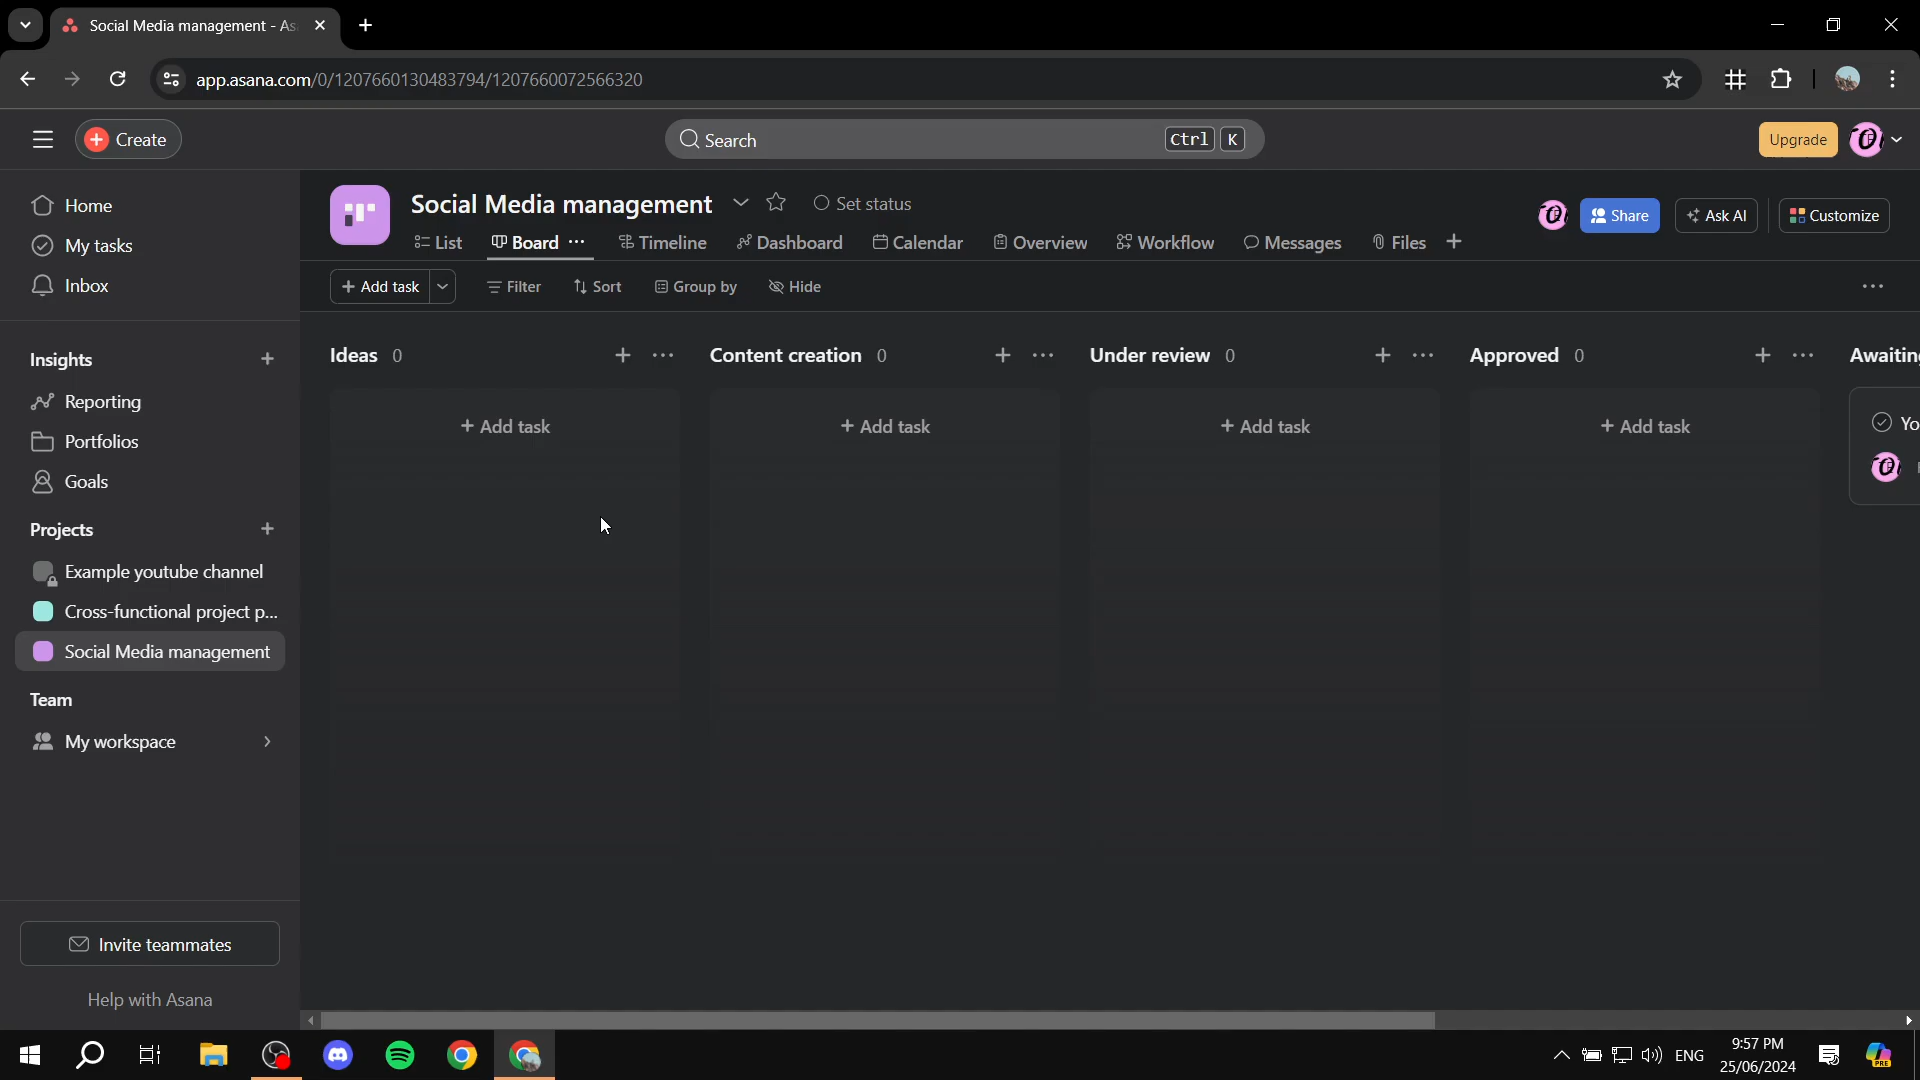 Social Media management - As
app.asana.com/0/1207660130483794/1207660072566320
Create
Search
Ctrl K
Upgrade
Home
My tasks
Inbox
Insights
Reporting
Portfolios
Goals
Projects
Example youtube channel
Cross-functional project p...
Social Media management
Team
My workspace
Invite teammates
Help with Asana
Social Media management
Set status
Share
Ask AI
Customize
List Board Timeline Dashboard Calendar Overview Workflow Messages Files
Add task
Filter Sort Group by Hide
Ideas 0
Add task
Content creation 0
Add task
Under review 0
Add task
Approved 0
Add task
Awaiting
Yo
ENG
9:57 PM
25/06/2024
PRE